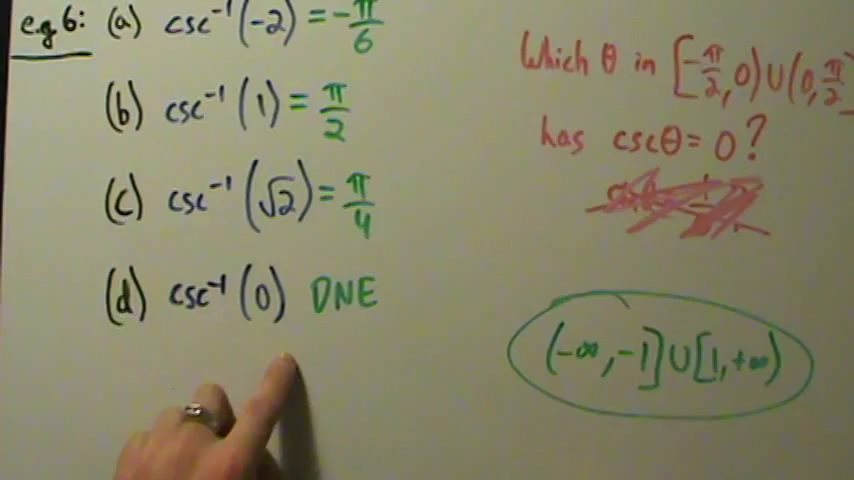 e.g 6: (a) csc⁻¹(-2) = -π/6
(b) csc⁻¹(1) = π/2
(c) csc⁻¹(√2) = π/4
(d) csc⁻¹(0) DNE
Which θ in [-π/2, 0) U (0, π/2]
has cscθ = 0?
(-∞, -1] U [1, +∞)